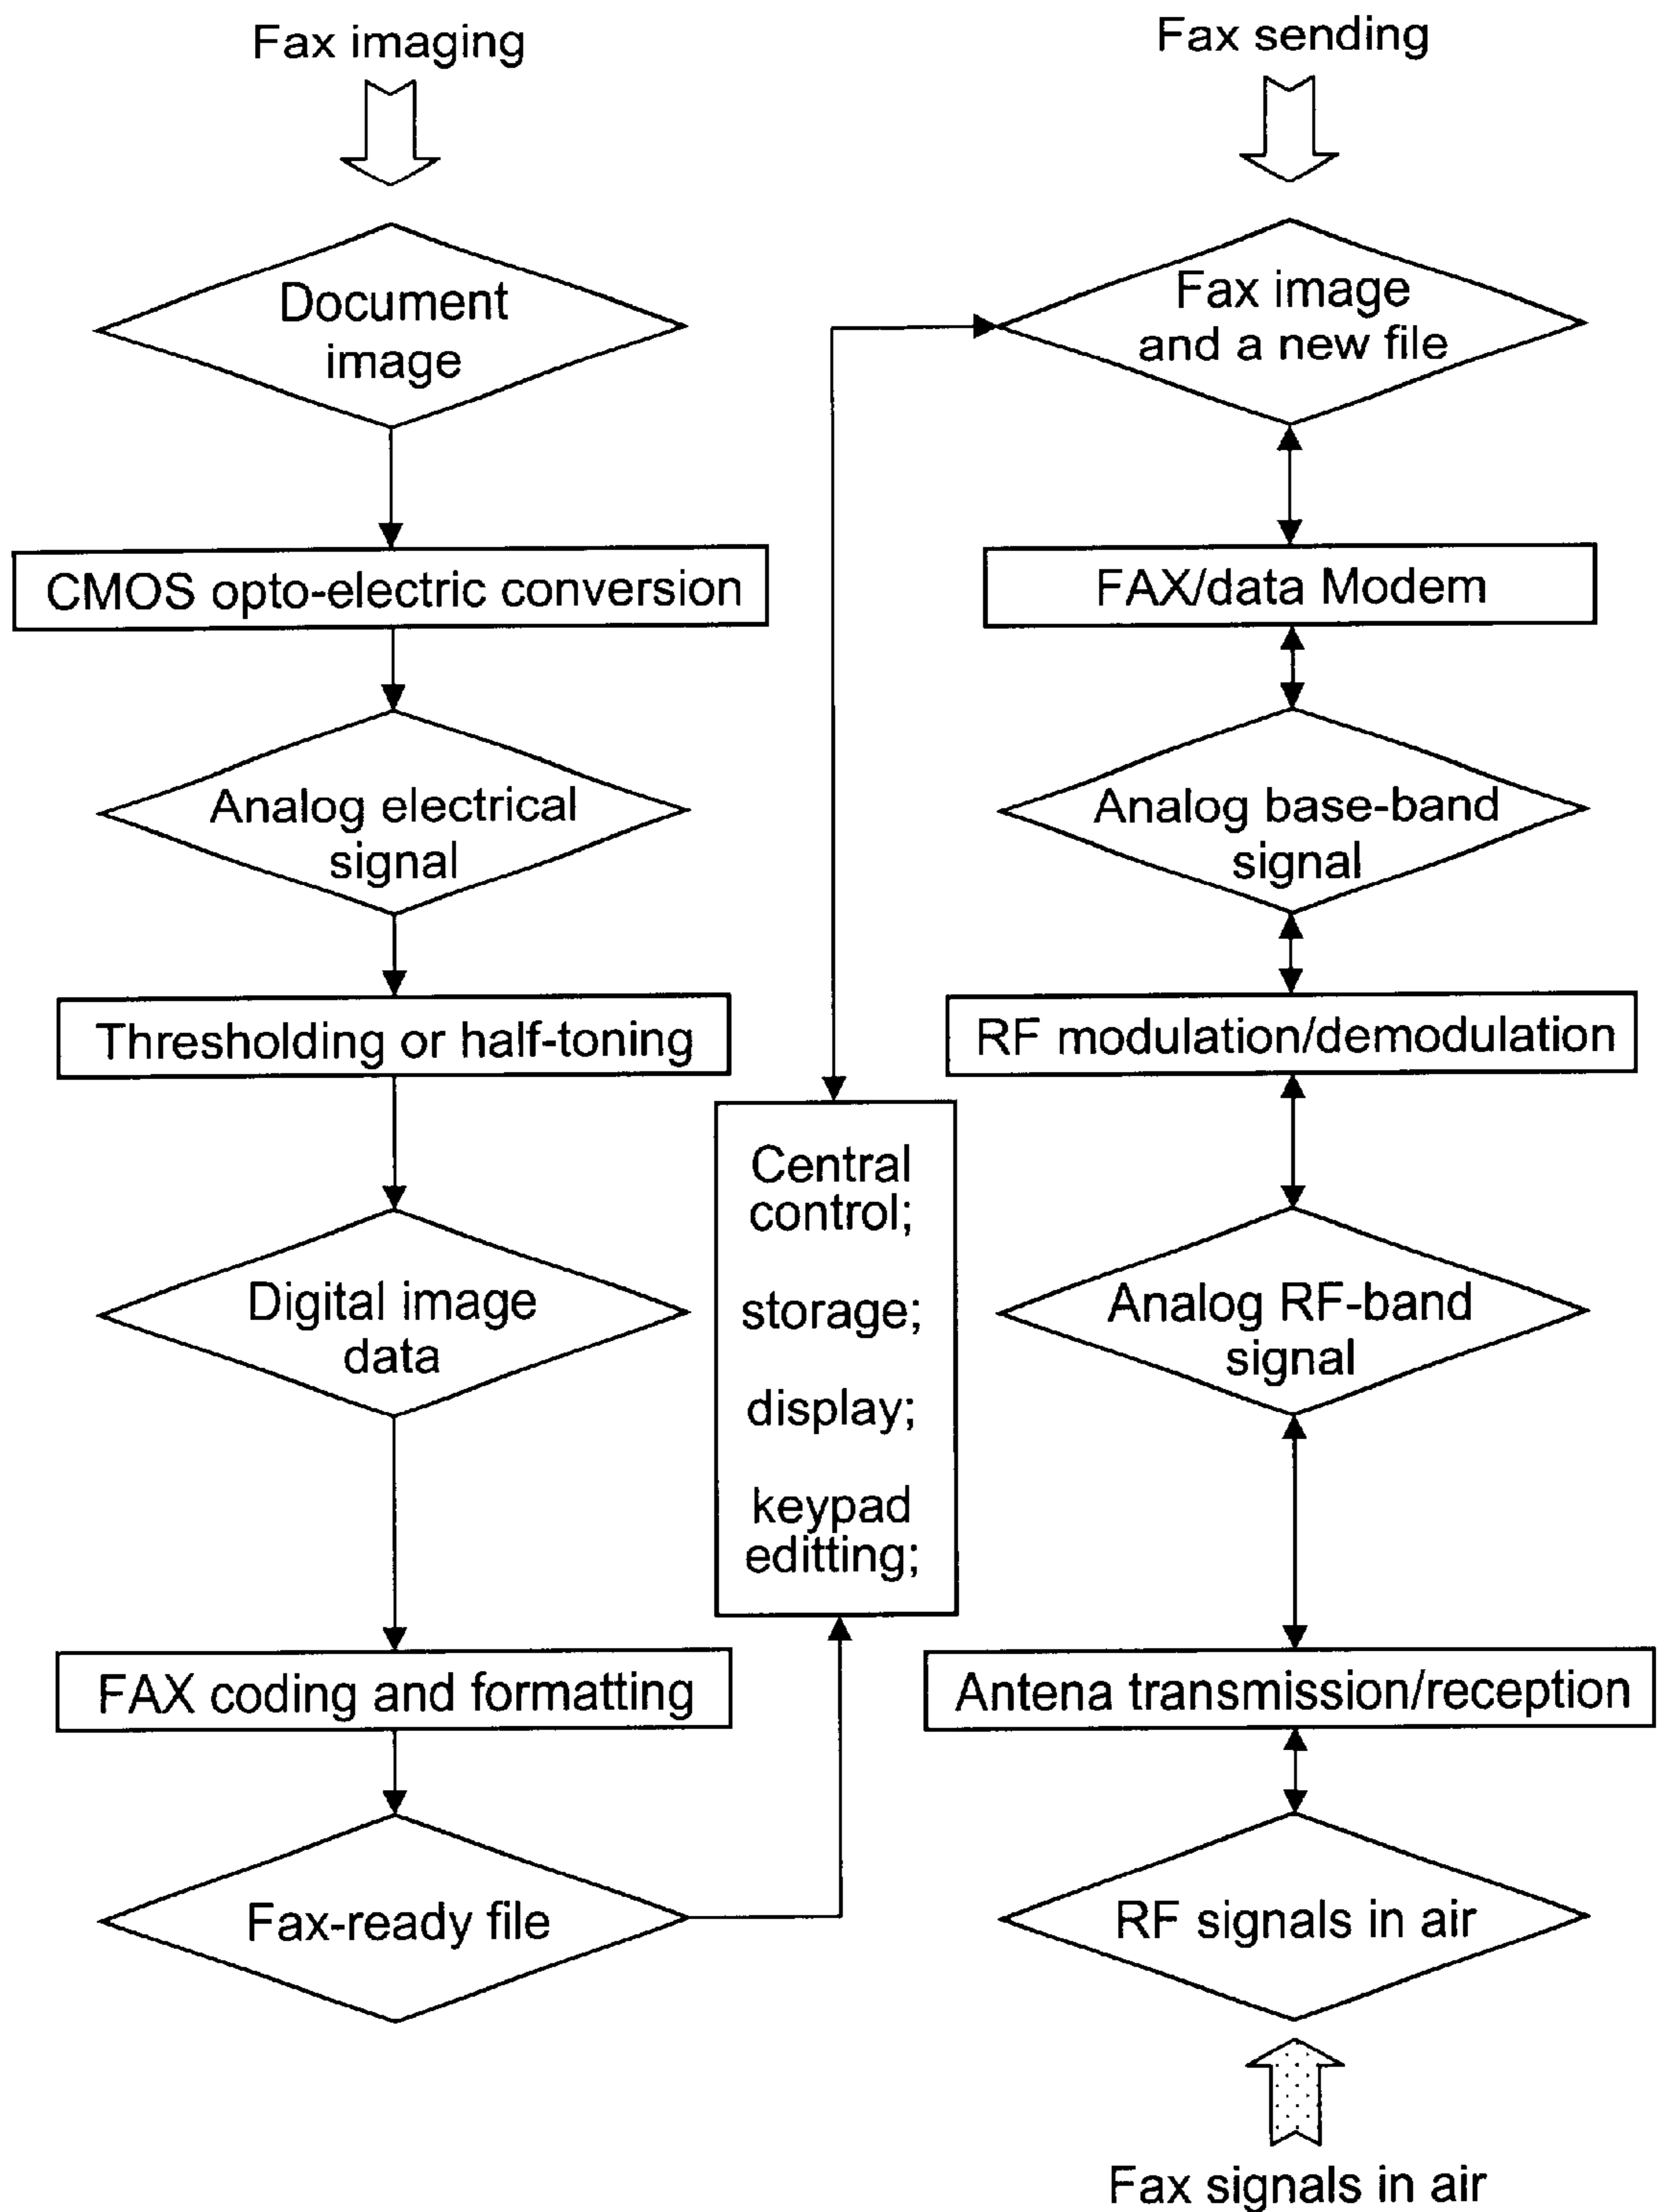 Fax imaging
Document
image
CMOS opto-electric conversion
Analog electrical
signal
Thresholding or half-toning
Digital image
data
FAX coding and formatting
Fax-ready file
Central
control;
storage;
display;
keypad
editting;
Fax sending
Fax image
and a new file
FAX/data Modem
Analog base-band
signal
RF modulation/demodulation
Analog RF-band
signal
Antena transmission/reception
RF signals in air
Fax signals in air